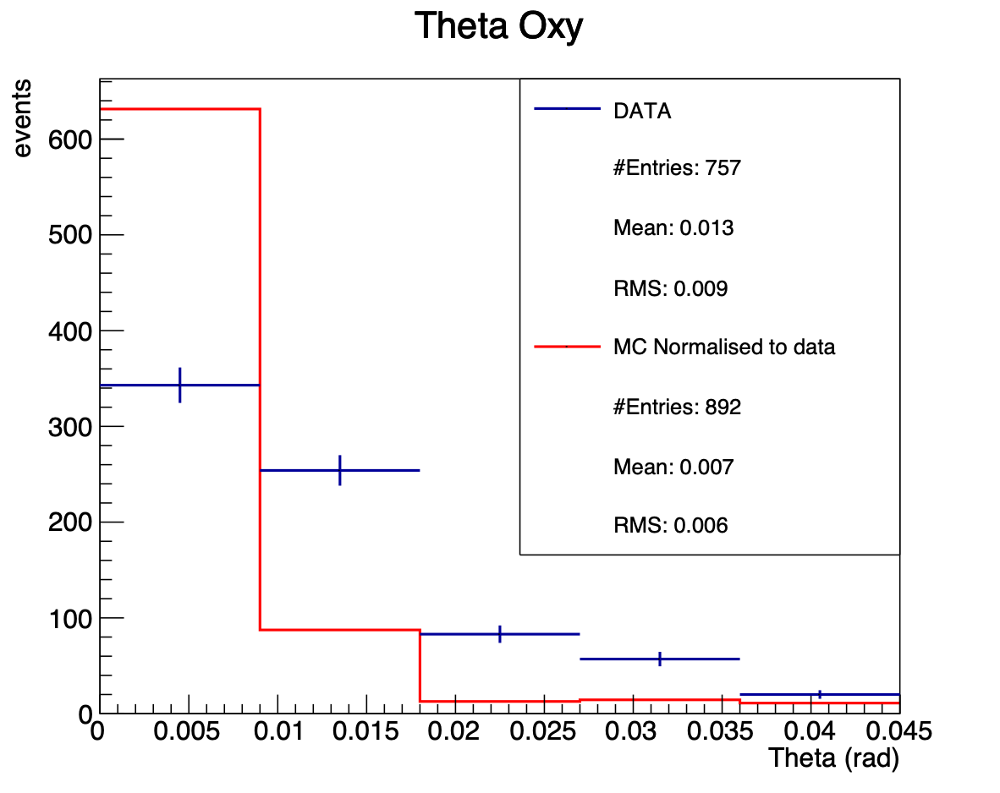 Theta Oxy
events
600
500
400
300
200
100
0
DATA
#Entries: 757
Mean: 0.013
RMS: 0.009
MC Normalised to data
#Entries: 892
Mean: 0.007
RMS: 0.006
0 0.005 0.01 0.015 0.02 0.025 0.03 0.035 0.04 0.045
Theta (rad)